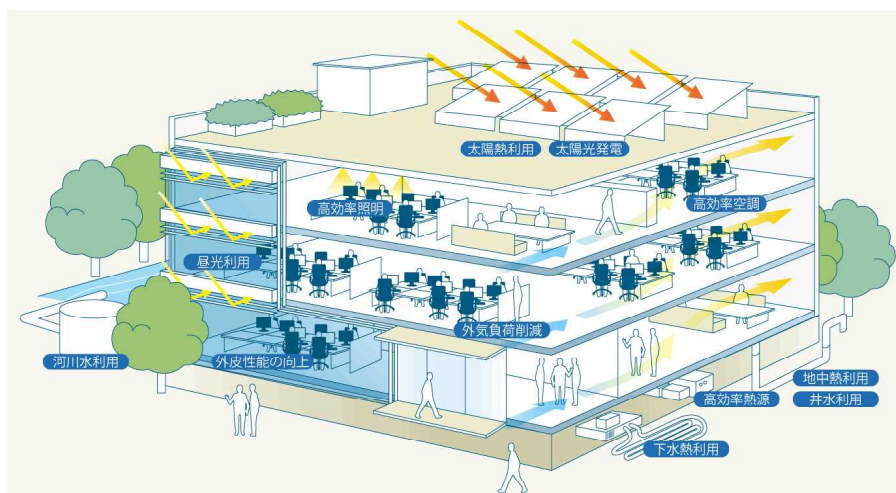 太陽熱利用
太陽光発電
高効率照明
高効率空調
昼光利用
外気負荷削減
河川水利用
外皮性能の向上
高効率熱源
地中熱利用
井水利用
下水熱利用